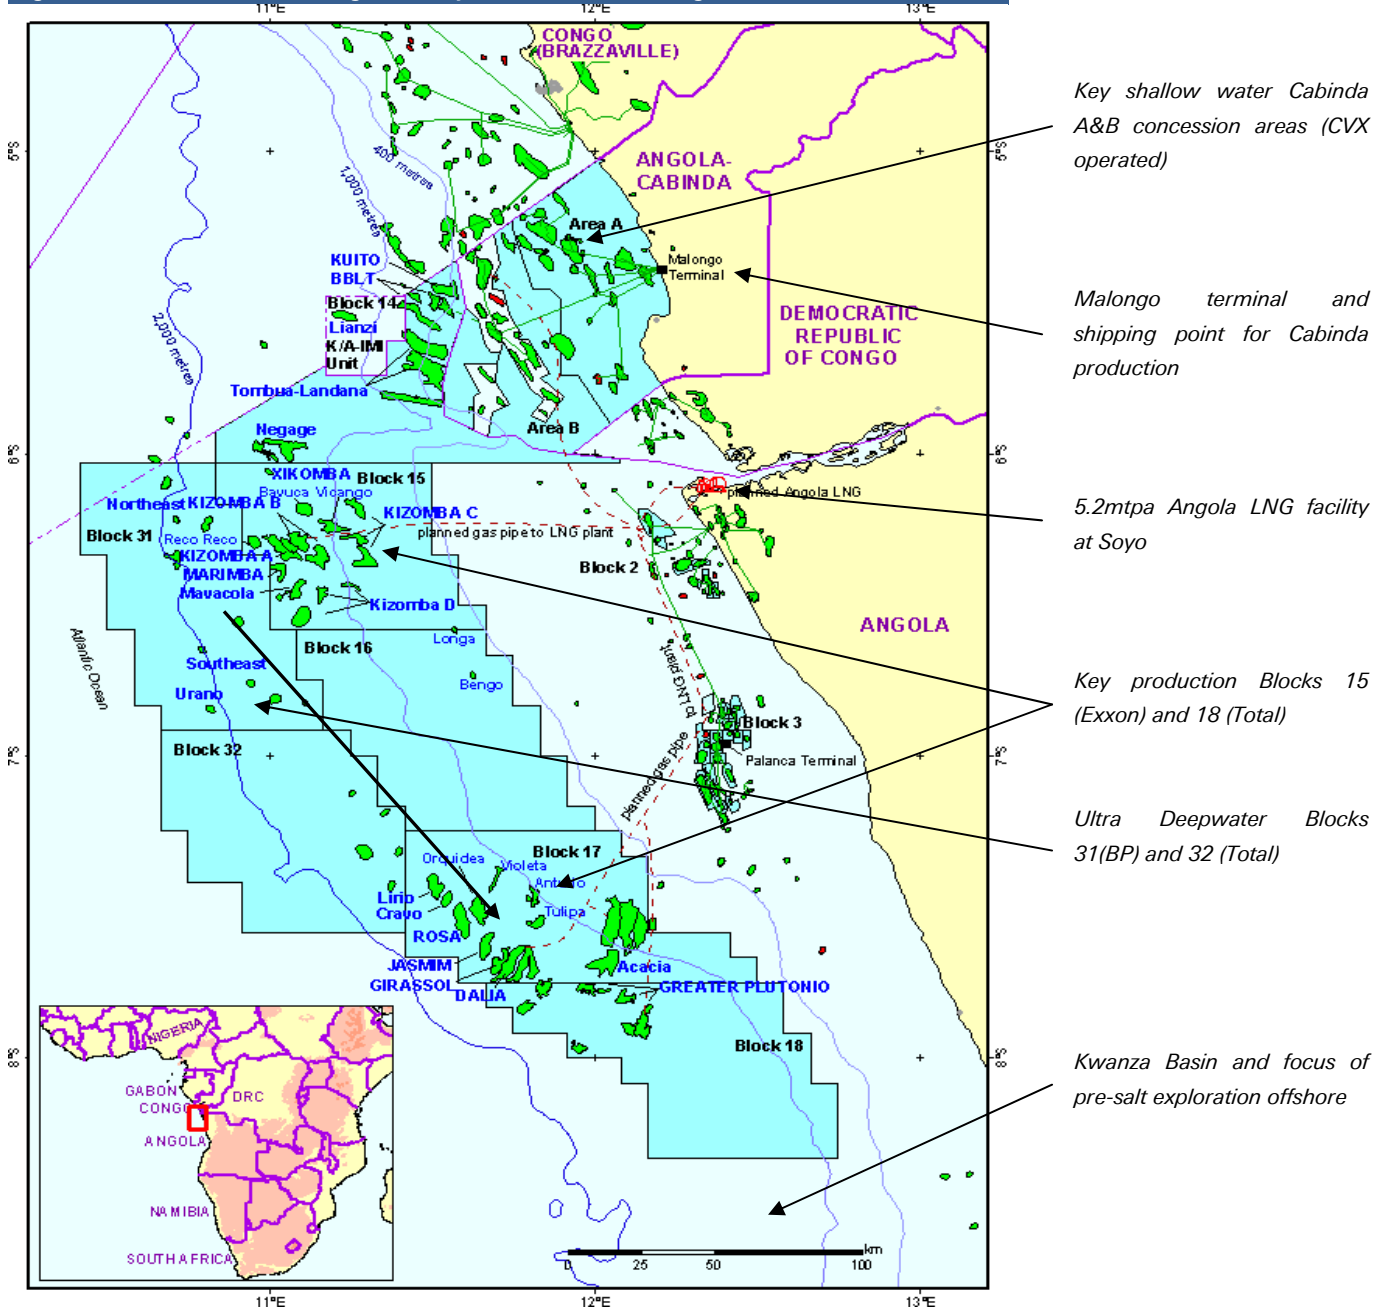 11°E
12°E
13°E
CONGO
(BRAZZAVILLE)
5°S
5°S
400 metres
1,000 metres
2,000 metres
ANGOLA-
CABINDA
Area A
Malongo
Terminal
KUITO
BBLT
Block 14
Lianzi
K/A-IMI
Unit
Tombua-Landana
DEMOCRATIC
REPUBLIC
OF CONGO
Area B
Negage
6°S
6°S
XIKOMBA
Block 15
Bavuca Vicango
Northeast
KIZOMBA B
KIZOMBA C
planned Angola LNG
Block 31
Reco Reco
planned gas pipe to LNG plant
KIZOMBA A
MARIMBA
Mavacola
Block 2
Kizomba D
ANGOLA
Atlantic Ocean
Block 16
Longa
Southeast
Bengo
Urano
planned gas pipe
to LNG plant
Block 3
Block 32
7°S
7°S
Palanca Terminal
Orquidea
Violeta
Block 17
Lirio
Cravo
Tulipa
ROSA
JASMIM
GIRASSOL
DALIA
Acacia
GREATER PLUTONIO
Block 18
8°S
8°S
NIGERIA
GABON
CONGO
DRC
ANGOLA
NAMIBIA
SOUTH AFRICA
km
0
25
50
100
11°E
12°E
13°E
Key shallow water Cabinda
A&B concession areas (CVX
operated)
Malongo terminal and
shipping point for Cabinda
production
5.2mtpa Angola LNG facility
at Soyo
Key production Blocks 15
(Exxon) and 18 (Total)
Ultra Deepwater Blocks
31(BP) and 32 (Total)
Kwanza Basin and focus of
pre-salt exploration offshore